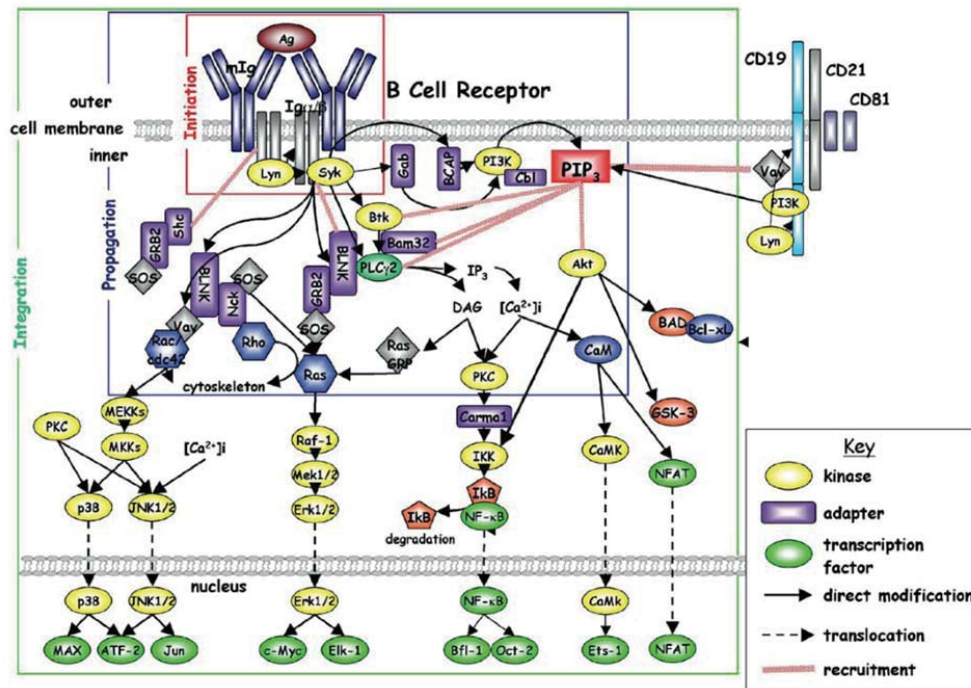 Ag
mIg
Igα/β
B Cell Receptor
CD19
CD21
CD81
outer
cell membrane
inner
Initiation
Propagation
Integration
Lyn
Syk
Gab
BCAP
PI3K
Cbl
PIP3
Vav
PI3K
Lyn
Btk
Bam32
PLCγ2
Shc
GRB2
SOS
BLNK
Nck
SOS
GRB2
BLNK
SOS
Vav
Rac/
cdc42
Rho
Ras
cytoskeleton
Ras
GRP
IP3
DAG
[Ca²⁺]i
Akt
BAD
Bcl-xL
CaM
PKC
GSK-3
Carma1
MEKKs
PKC
MKKs
[Ca²⁺]i
Raf-1
Mek1/2
IKK
CaMK
NFAT
p38
JNK1/2
Erk1/2
IkB
NF-κB
IkB
degradation
nucleus
p38
JNK1/2
Erk1/2
NF-κB
CaMk
MAX
ATF-2
Jun
c-Myc
Elk-1
Bfl-1
Oct-2
Ets-1
NFAT
Key
kinase
adapter
transcription
factor
direct modification
translocation
recruitment